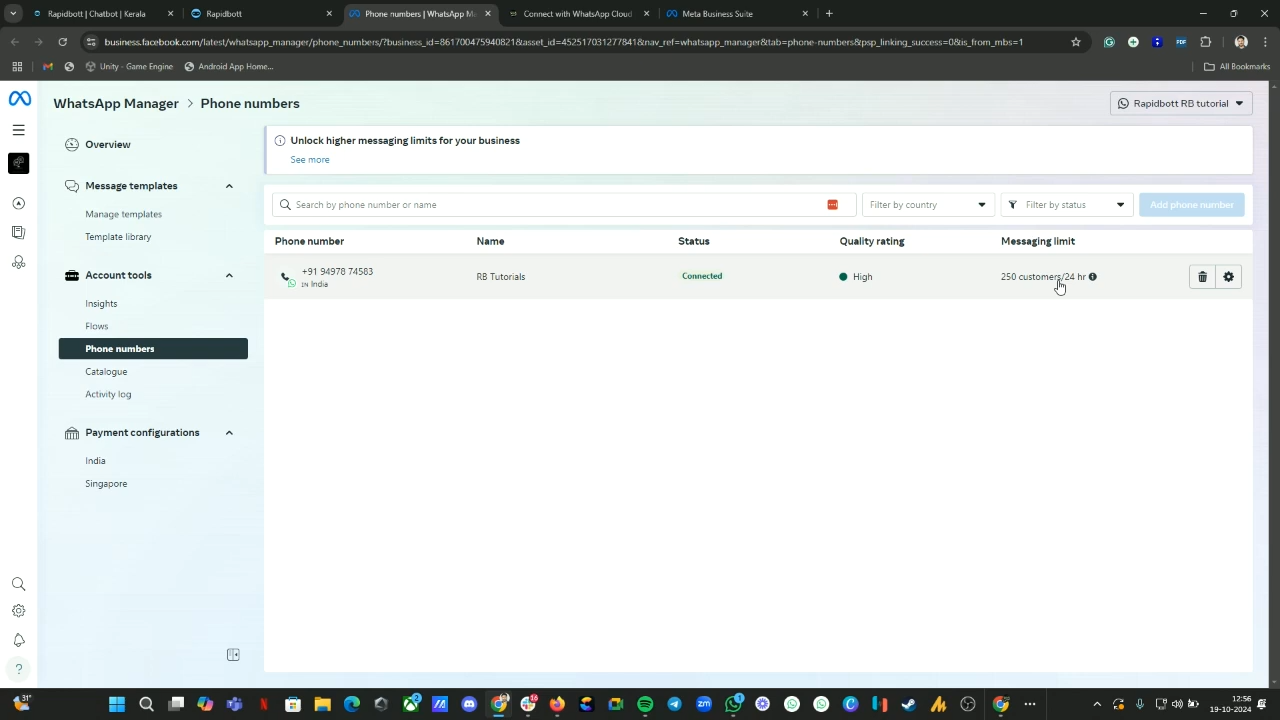 Rapidbott | Chatbot | Kerala
Rapidbott
Phone numbers | WhatsApp M
Connect with WhatsApp Cloud
Meta Business Suite
business.facebook.com/latest/whatsapp_manager/phone_numbers/?business_id=861700475940821&asset_id=452517031277841&nav_ref=whatsapp_manager&tab=phone-numbers&psp_linking_success=0&is_from_mbs=1
Unity - Game Engine
Android App Home...
All Bookmarks
WhatsApp Manager > Phone numbers
Rapidbott RB tutorial
Overview
Message templates
Manage templates
Template library
Account tools
Insights
Flows
Phone numbers
Catalogue
Activity log
Payment configurations
India
Singapore
Unlock higher messaging limits for your business
See more
Search by phone number or name
Filter by country
Filter by status
Add phone number
Phone number Name Status Quality rating Messaging limit
+91 94978 74583 RB Tutorials Connected High 250 customers/24 hr
IN India
31°
16
1
12:56
19-10-2024